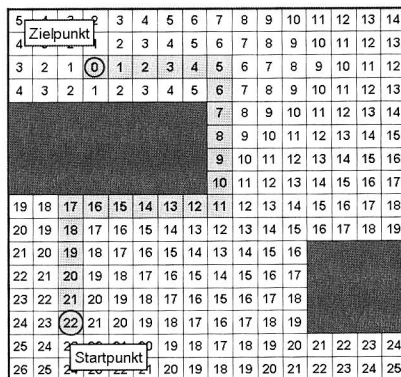 5 2 3 4 5 6 7 8 9 10 11 12 13 14
Zielpunkt
1 2 3 4 5 6 7 8 9 10 11 12 13
3 2 1 0 1 2 3 4 5 6 7 8 9 10 11 12
4 3 2 1 2 3 4 5 6 7 8 9 10 11 12 13
7 8 9 10 11 12 13 14
8 9 10 11 12 13 14 15
9 10 11 12 13 14 15 16
10 11 12 13 14 15 16 17
19 18 17 16 15 14 13 12 11 12 13 14 15 16 17 18
20 19 18 17 16 15 14 13 12 13 14 15 16 17 18 19
21 20 19 18 17 16 15 14 13 14 15 16
22 21 20 19 18 17 16 15 14 15 16 17
23 22 21 20 19 18 17 16 15 16 17 18
24 23 22 21 20 19 18 17 16 17 18 19
25 24 20 19 18 17 18 19 20 21 22 23 24
Startpunkt
26 25 21 20 19 18 19 20 21 22 23 24 25